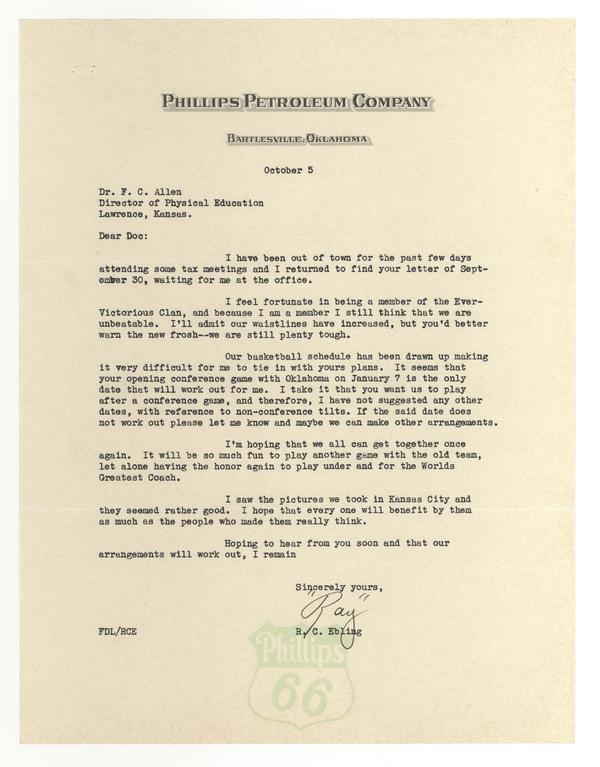 PHILLIPS PETROLEUM COMPANY
BARTLESVILLE, OKLAHOMA
October 5
Dr. F. C. Allen
Director of Physical Education
Lawrence, Kansas.
Dear Doc:
I have been out of town for the past few days
attending some tax meetings and I returned to find your letter of Sept-
ember 30, waiting for me at the office.
I feel fortunate in being a member of the Ever-
Victorious Clan, and because I am a member I still think that we are
unbeatable. I'll admit our waistlines have increased, but you'd better
warn the new frosh--we are still plenty tough.
Our basketball schedule has been drawn up making
it very difficult for me to tie in with yours plans. It seems that
your opening conference game with Oklahoma on January 7 is the only
date that will work out for me. I take it that you want us to play
after a conference game, and therefore, I have not suggested any other
dates, with reference to non-conference tilts. If the said date does
not work out please let me know and maybe we can make other arrangements.
I'm hoping that we all can get together once
again. It will be so much fun to play another game with the old team,
let alone having the honor again to play under and for the Worlds
Greatest Coach.
I saw the pictures we took in Kansas City and
they seemed rather good. I hope that every one will benefit by them
as much as the people who made them really think.
Hoping to hear from you soon and that our
arrangements will work out, I remain
Sincerely yours,
"Ray"
FDL/RCE R. C. Ebling
Phillips
66